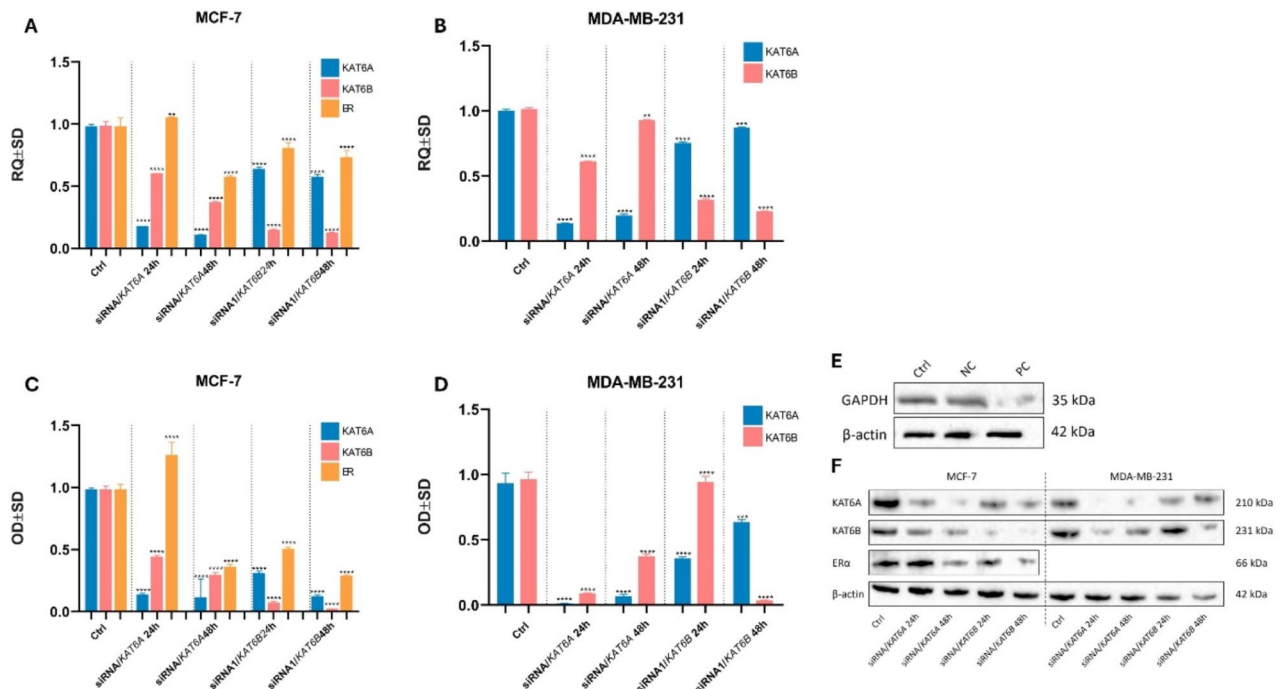 A
MCF-7
RQ±SD
1.5
1.0
0.5
0.0
KAT6A
KAT6B
ER
**
****
****
****
****
****
****
****
****
****
****
****
Ctrl
siRNA/KAT6A 24h
siRNA/KAT6A48h
siRNA1/KAT6B24h
siRNA1/KAT6B48h
B
MDA-MB-231
RQ±SD
1.5
1.0
0.5
0.0
KAT6A
KAT6B
****
****
****
**
****
****
***
****
Ctrl
siRNA/KAT6A 24h
siRNA/KAT6A 48h
siRNA1/KAT6B 24h
siRNA1/KAT6B 48h
C
MCF-7
OD±SD
1.5
1.0
0.5
0.0
KAT6A
KAT6B
ER
****
****
****
****
****
****
****
****
****
****
****
****
Ctrl
siRNA/KAT6A 24h
siRNA/KAT6A48h
siRNA1/KAT6B24h
siRNA1/KAT6B48h
D
MDA-MB-231
OD±SD
1.5
1.0
0.5
0.0
KAT6A
KAT6B
****
****
****
****
****
****
***
****
Ctrl
siRNA/KAT6A 24h
siRNA/KAT6A 48h
siRNA1/KAT6B 24h
siRNA1/KAT6B 48h
E
Ctrl NC PC
GAPDH 35 kDa
β-actin 42 kDa
F
MCF-7 MDA-MB-231
KAT6A 210 kDa
KAT6B 231 kDa
ERα 66 kDa
β-actin 42 kDa
Ctrl
siRNA/KAT6A 24h
siRNA/KAT6A 48h
siRNA/KAT6B 24h
siRNA/KAT6B 48h
Ctrl
siRNA/KAT6A 24h
siRNA/KAT6A 48h
siRNA/KAT6B 24h
siRNA/KAT6B 48h